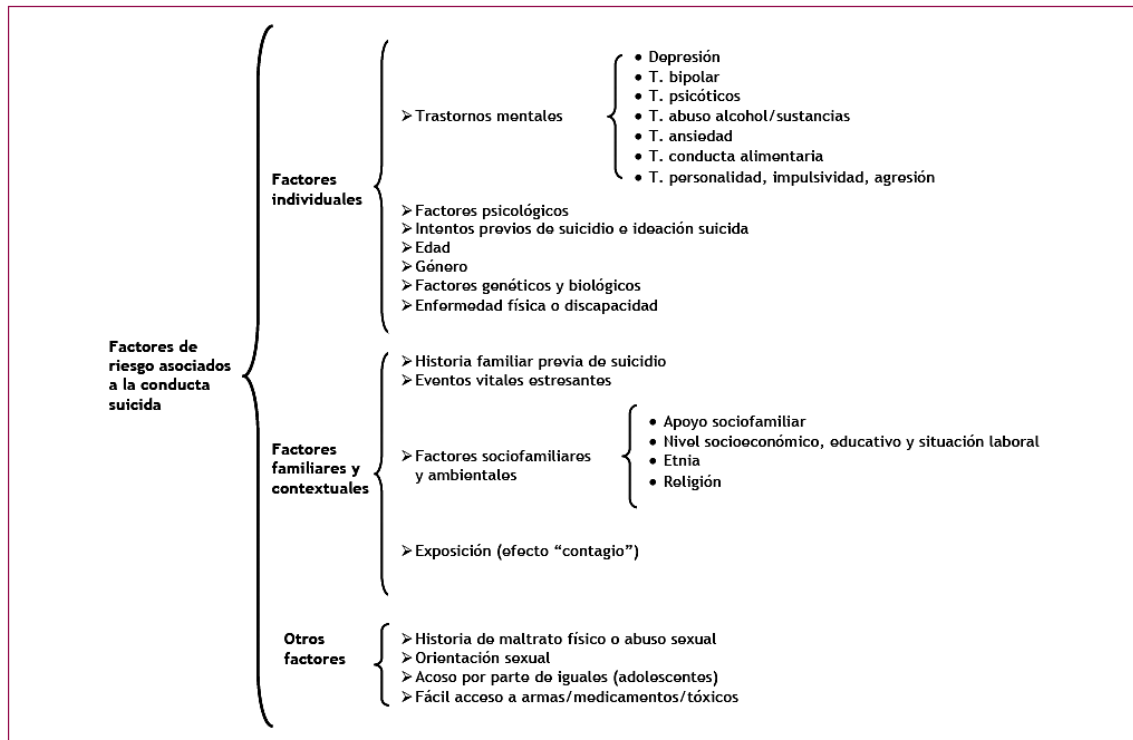 Factores de
riesgo asociados
a la conducta
suicida
Factores
individuales
➢ Trastornos mentales
• Depresión
• T. bipolar
• T. psicóticos
• T. abuso alcohol/sustancias
• T. ansiedad
• T. conducta alimentaria
• T. personalidad, impulsividad, agresión
➢ Factores psicológicos
➢ Intentos previos de suicidio e ideación suicida
➢ Edad
➢ Género
➢ Factores genéticos y biológicos
➢ Enfermedad física o discapacidad
Factores
familiares y
contextuales
➢ Historia familiar previa de suicidio
➢ Eventos vitales estresantes
➢ Factores sociofamiliares
y ambientales
• Apoyo sociofamiliar
• Nivel socioeconómico, educativo y situación laboral
• Etnia
• Religión
➢ Exposición (efecto “contagio”)
Otros
factores
➢ Historia de maltrato físico o abuso sexual
➢ Orientación sexual
➢ Acoso por parte de iguales (adolescentes)
➢ Fácil acceso a armas/medicamentos/tóxicos